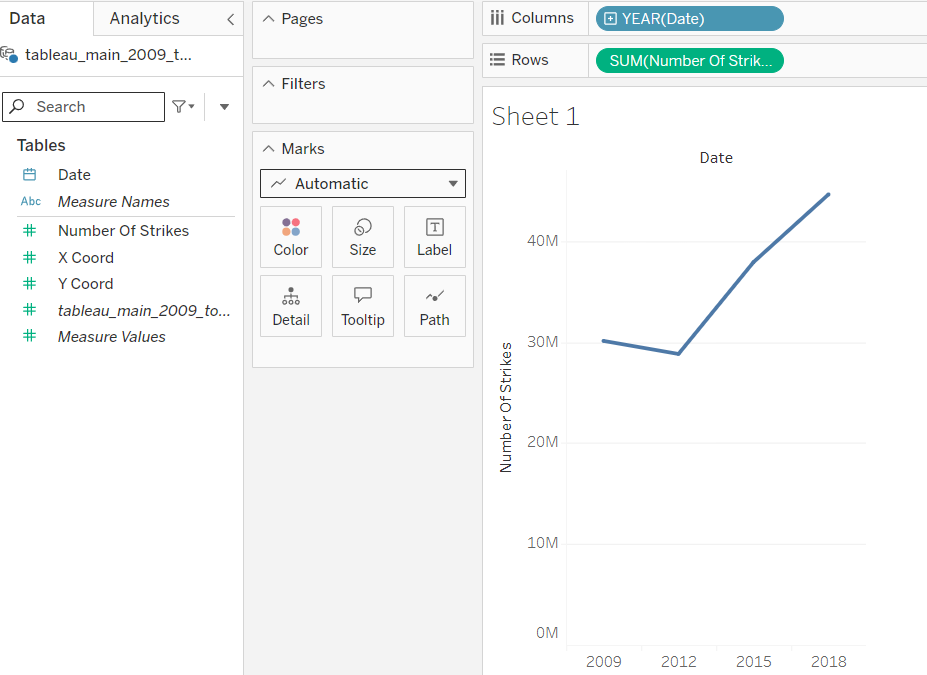 Data
Analytics
tableau_main_2009_t...
Search
Tables
Date
Abc Measure Names
Number Of Strikes
X Coord
Y Coord
tableau_main_2009_to...
Measure Values
Pages
Filters
Marks
Automatic
Color
Size
Label
Detail
Tooltip
Path
Columns
YEAR(Date)
Rows
SUM(Number Of Strik...
Sheet 1
Date
Number Of Strikes
40M
30M
20M
10M
0M
2009 2012 2015 2018